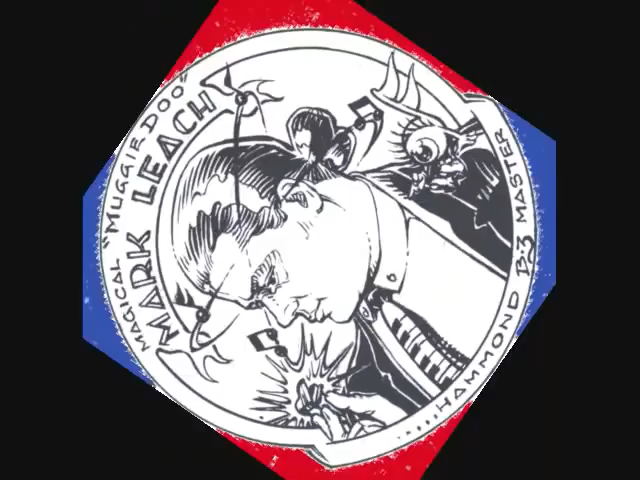 MAGICAL "MUGGIE DOO"
MARK LEACH
.....HAMMOND B-3 MASTER